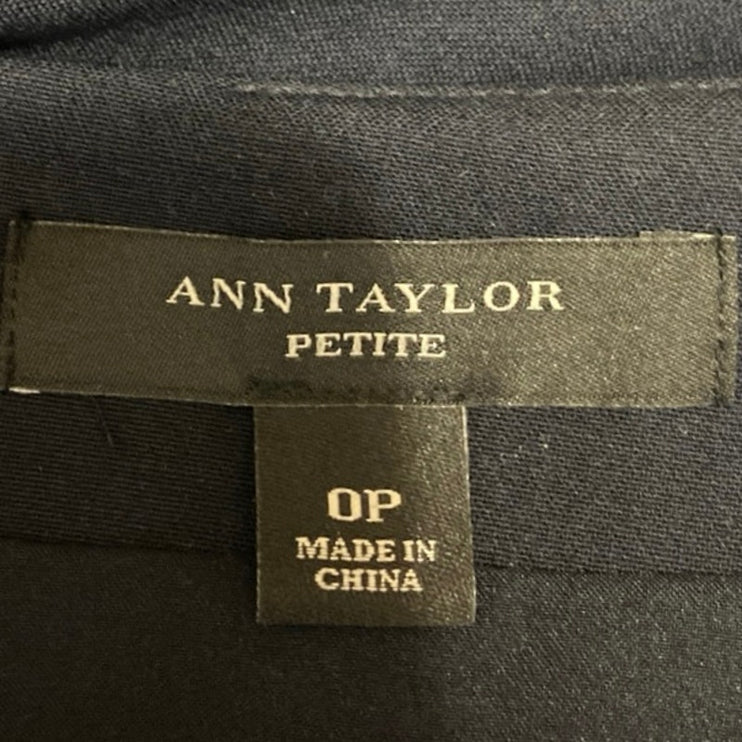 ANN TAYLOR
PETITE
0P
MADE IN
CHINA